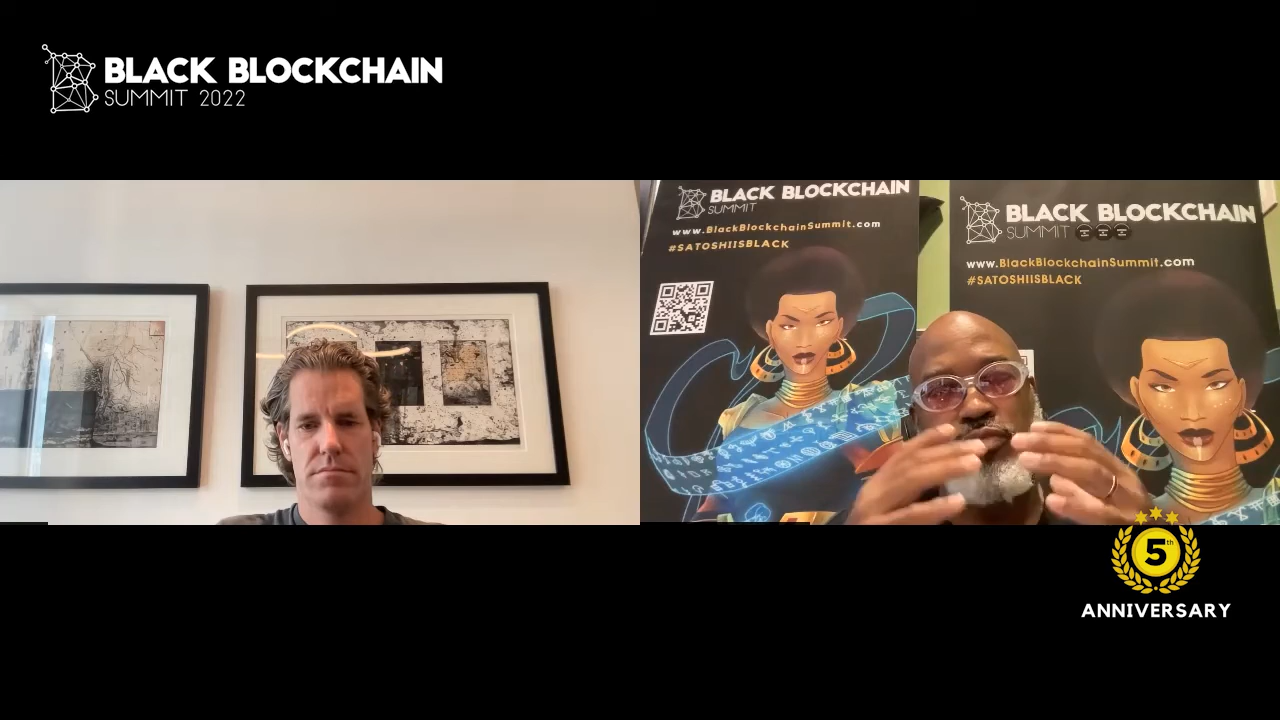 BLACK BLOCKCHAIN
SUMMIT 2022
BLACK BLOCKCHAIN
SUMMIT
www.BlackBlockchainSummit.com
#SATOSHIISBLACK
BLACK BLOCKCHAIN
SUMMIT
www.BlackBlockchainSummit.com
#SATOSHIISBLACK
5th
ANNIVERSARY